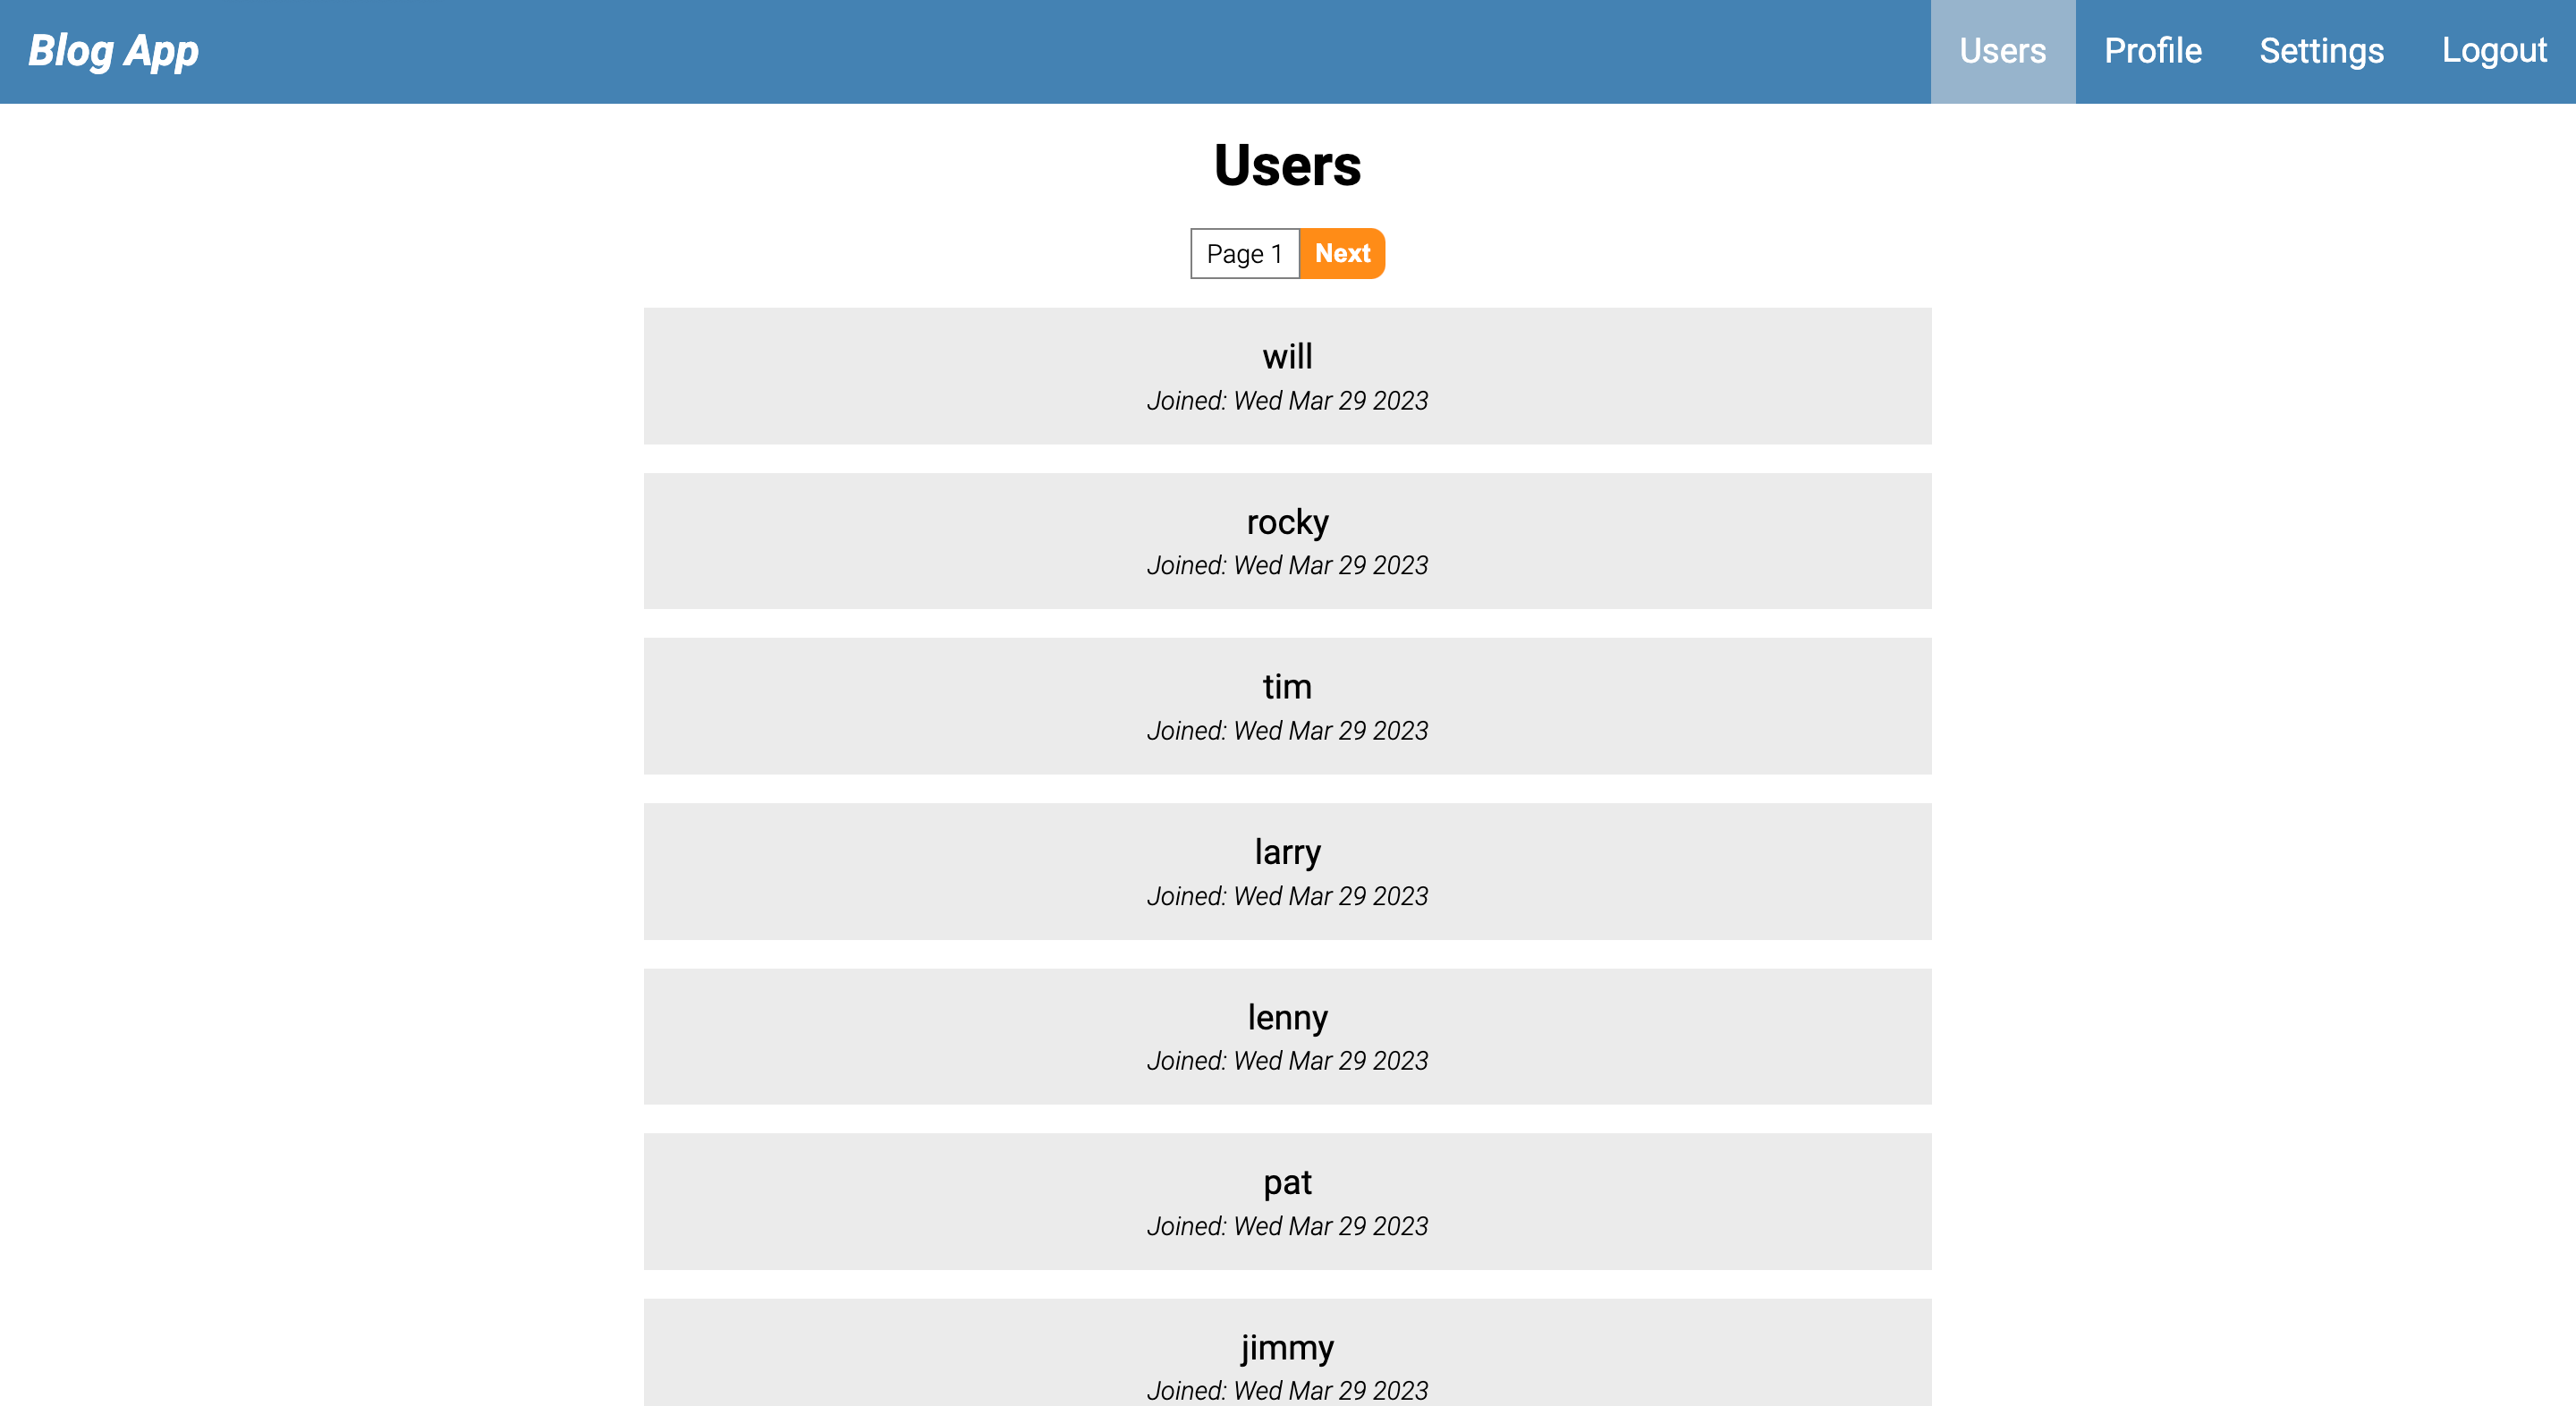 Blog App
Users Profile Settings Logout
Users
Page 1 Next
will
Joined: Wed Mar 29 2023
rocky
Joined: Wed Mar 29 2023
tim
Joined: Wed Mar 29 2023
larry
Joined: Wed Mar 29 2023
lenny
Joined: Wed Mar 29 2023
pat
Joined: Wed Mar 29 2023
jimmy
Joined: Wed Mar 29 2023